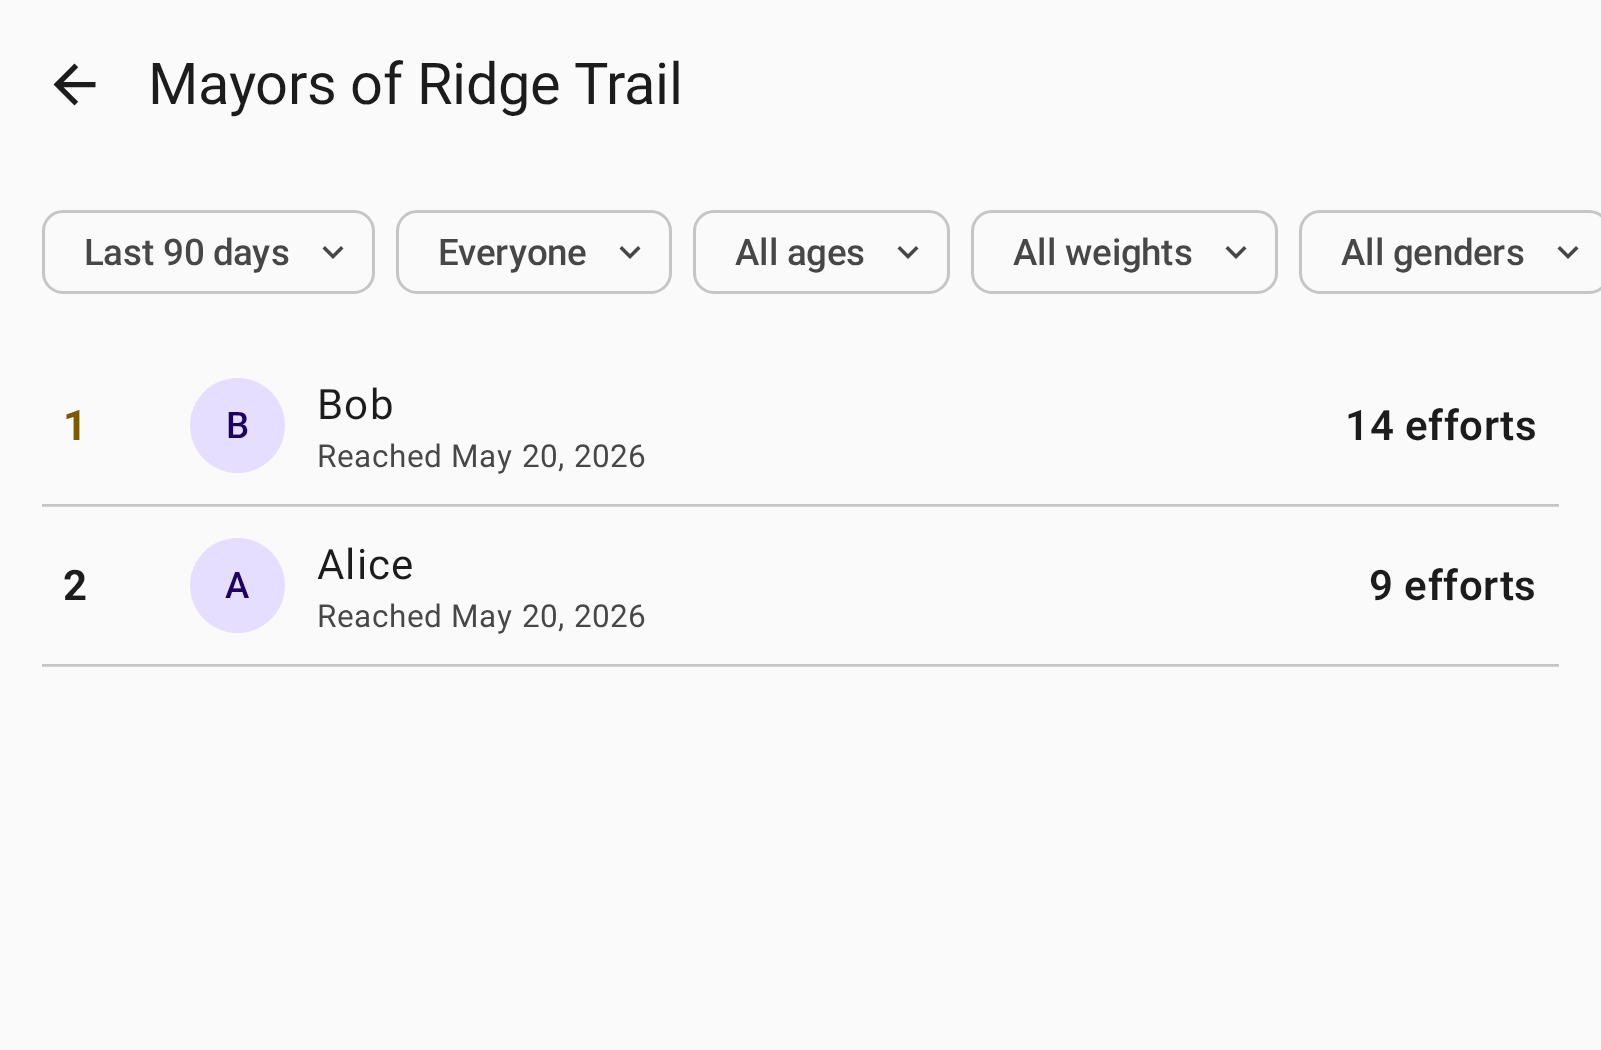 Mayors of Ridge Trail
Last 90 days Everyone All ages All weights All genders
1 B Bob 14 efforts
Reached May 20, 2026
2 A Alice 9 efforts
Reached May 20, 2026